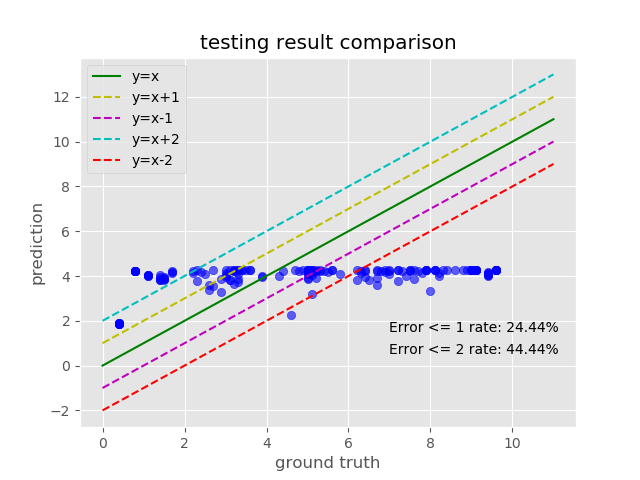 testing result comparison
y=x
y=x+1
y=x-1
y=x+2
y=x-2
12
10
8
6
4
2
0
−2
prediction
Error <= 1 rate: 24.44%
Error <= 2 rate: 44.44%
0 2 4 6 8 10
ground truth